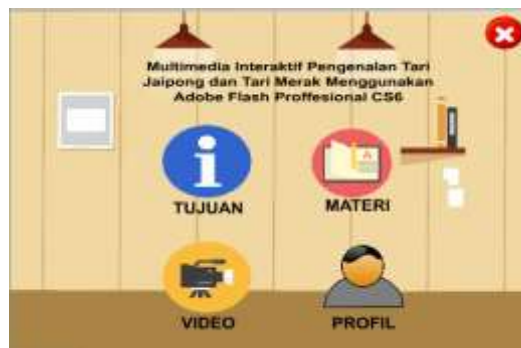 Multimedia Interaktif Pengenalan Tari
Jaipong dan Tari Merak Menggunakan
Adobe Flash Proffesional CS6
TUJUAN
MATERI
VIDEO
PROFIL